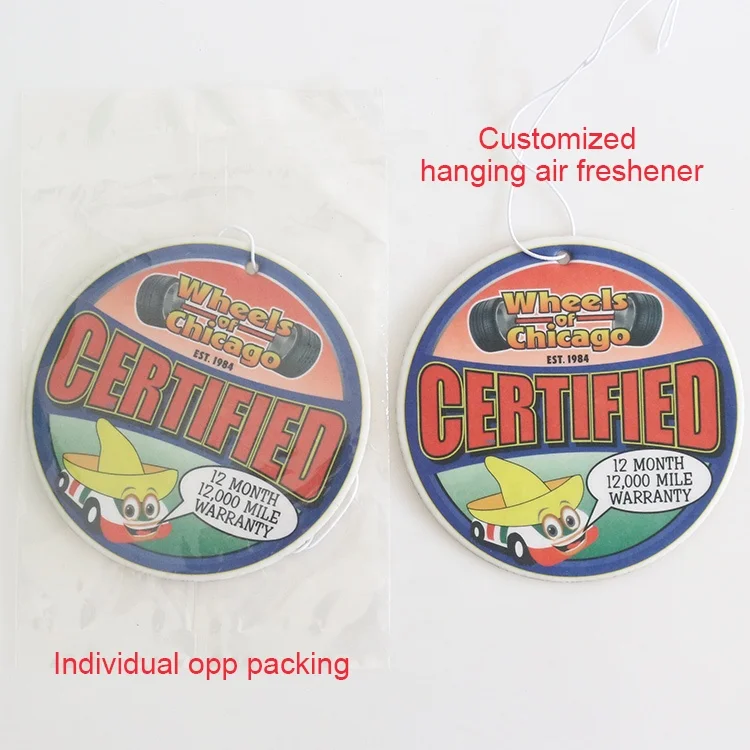 Customized
hanging air freshener
Wheels
of
Chicago
EST. 1984
CERTIFIED
12 MONTH
12,000 MILE
WARRANTY
Wheels
of
Chicago
EST. 1984
CERTIFIED
12 MONTH
12,000 MILE
WARRANTY
Individual opp packing